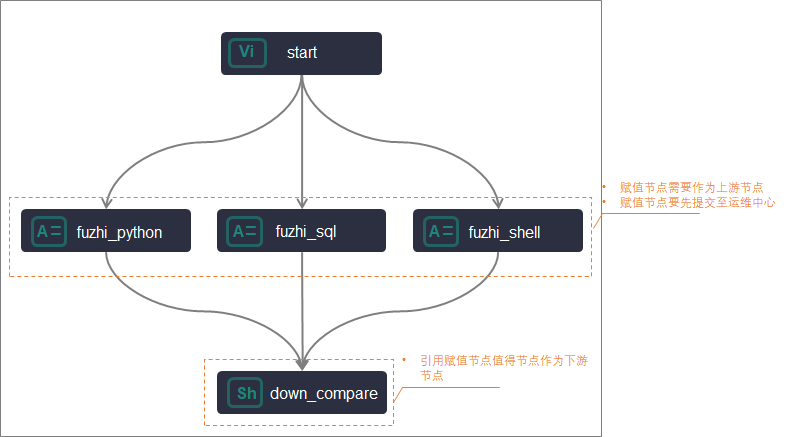 Vi start
• 赋值节点需要作为上游节点
• 赋值节点要先提交至运维中心
A= fuzhi_python
A= fuzhi_sql
A= fuzhi_shell
• 引用赋值节点值得节点作为下游
节点
Sh down_compare